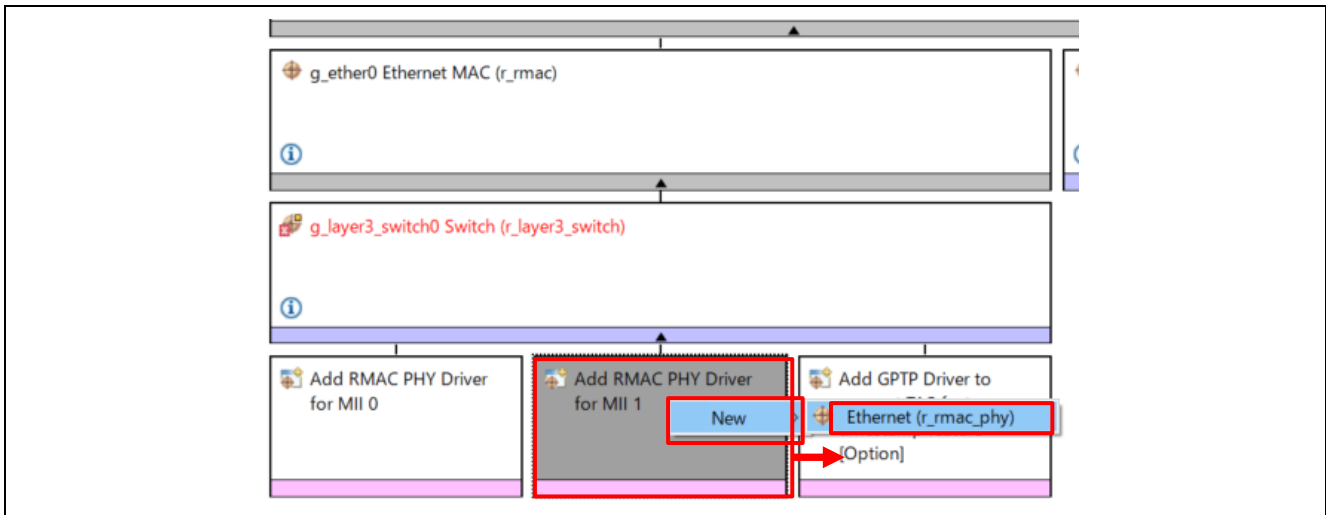 g_ether0 Ethernet MAC (r_rmac)
g_layer3_switch0 Switch (r_layer3_switch)
Add RMAC PHY Driver
for MII 0
Add RMAC PHY Driver
for MII 1
New
Add GPTP Driver to
Ethernet (r_rmac_phy)
[Option]